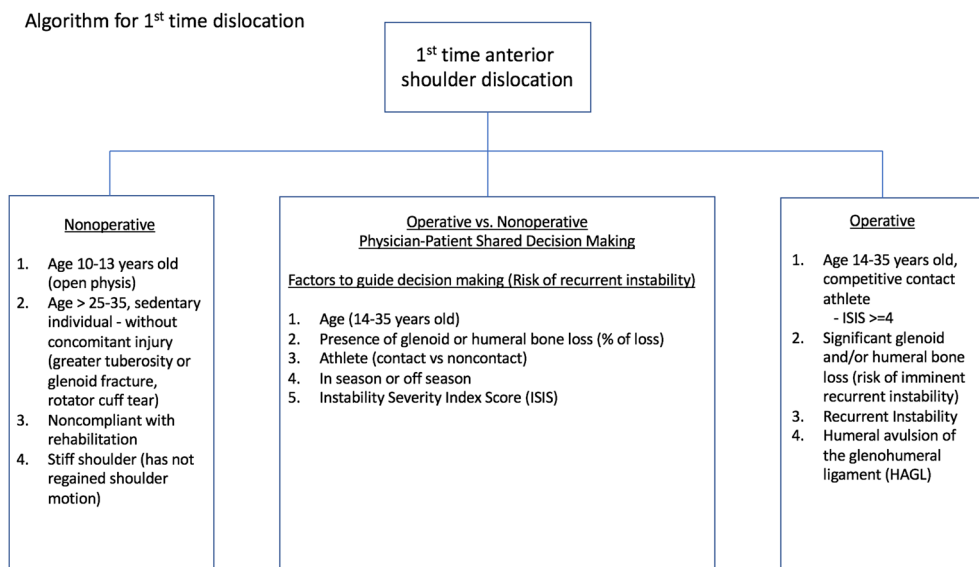 Algorithm for 1st time dislocation
1st time anterior
shoulder dislocation
Nonoperative
1. Age 10-13 years old
(open physis)
2. Age > 25-35, sedentary
individual - without
concomitant injury
(greater tuberosity or
glenoid fracture,
rotator cuff tear)
3. Noncompliant with
rehabilitation
4. Stiff shoulder (has not
regained shoulder
motion)
Operative vs. Nonoperative
Physician-Patient Shared Decision Making
Factors to guide decision making (Risk of recurrent instability)
1. Age (14-35 years old)
2. Presence of glenoid or humeral bone loss (% of loss)
3. Athlete (contact vs noncontact)
4. In season or off season
5. Instability Severity Index Score (ISIS)
Operative
1. Age 14-35 years old,
competitive contact
athlete
- ISIS >=4
2. Significant glenoid
and/or humeral bone
loss (risk of imminent
recurrent instability)
3. Recurrent Instability
4. Humeral avulsion of
the glenohumeral
ligament (HAGL)